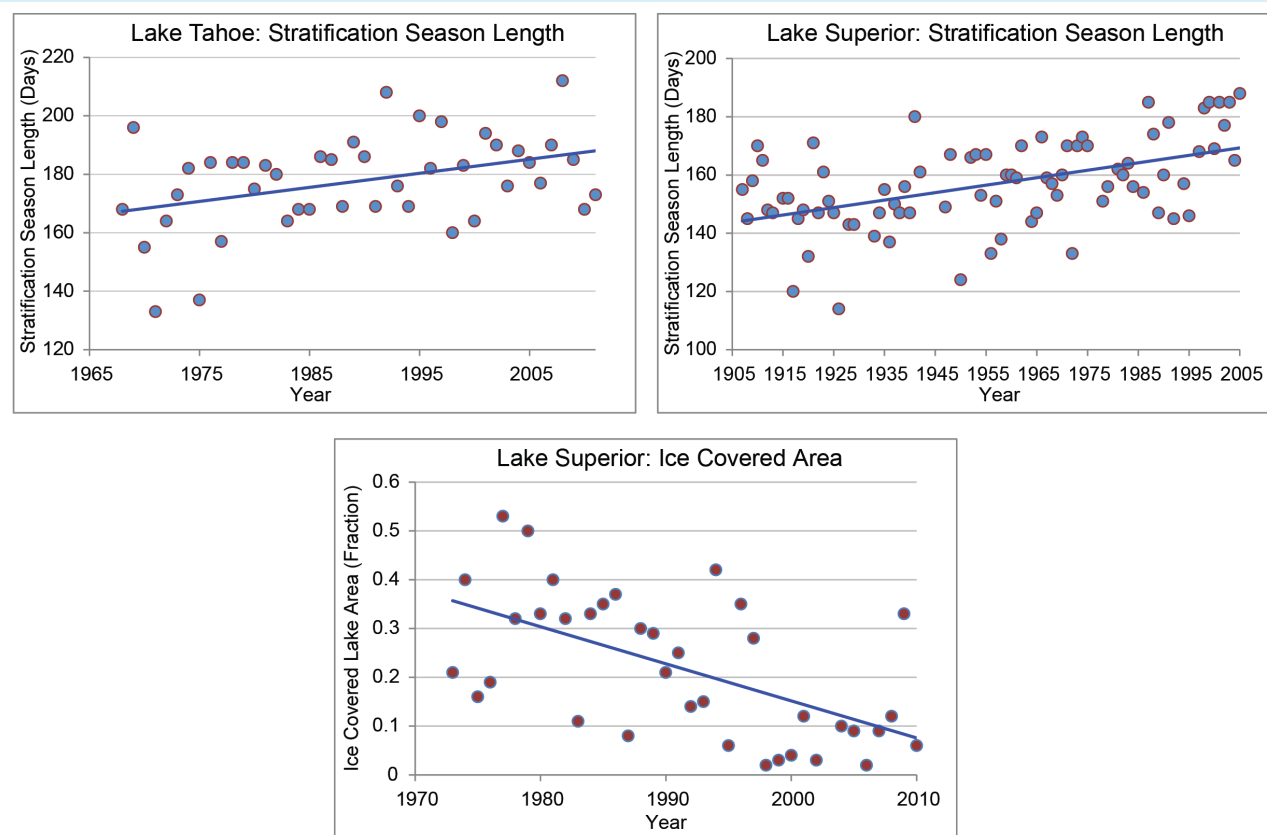 Lake Tahoe: Stratification Season Length
Stratification Season Length (Days)
220
200
180
160
140
120
1965 1975 1985 1995 2005
Year
Lake Superior: Stratification Season Length
Stratification Season Length (Days)
200
180
160
140
120
100
1905 1915 1925 1935 1945 1955 1965 1975 1985 1995 2005
Year
Lake Superior: Ice Covered Area
Ice Covered Lake Area (Fraction)
0.6
0.5
0.4
0.3
0.2
0.1
0
1970 1980 1990 2000 2010
Year